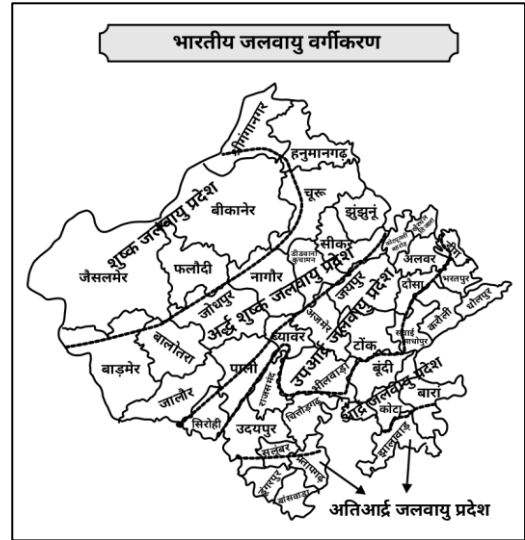 भारतीय जलवायु वर्गीकरण
श्रीगंगानगर
हनुमानगढ़
चूरू
बीकानेर
झुंझुनूं
शुष्क जलवायु प्रदेश
सीकर
अलवर
डीडवाना
कुचामन
जैसलमेर
फलौदी
नागौर
जयपुर
दौसा
भरतपुर
जोधपुर
अर्द्ध शुष्क जलवायु प्रदेश
अजमेर
करौली
धौलपुर
सवाई
माधोपुर
बाड़मेर
बालोतरा
ब्यावर
टोंक
उपआर्द्र जलवायु प्रदेश
पाली
जालौर
राजसमंद
भीलवाड़ा
बूंदी
आर्द्र जलवायु प्रदेश
सिरोही
चित्तौड़गढ़
कोटा
बारां
उदयपुर
झालावाड़
सलूंबर
प्रतापगढ़
डूंगरपुर
बांसवाड़ा
अतिआर्द्र जलवायु प्रदेश